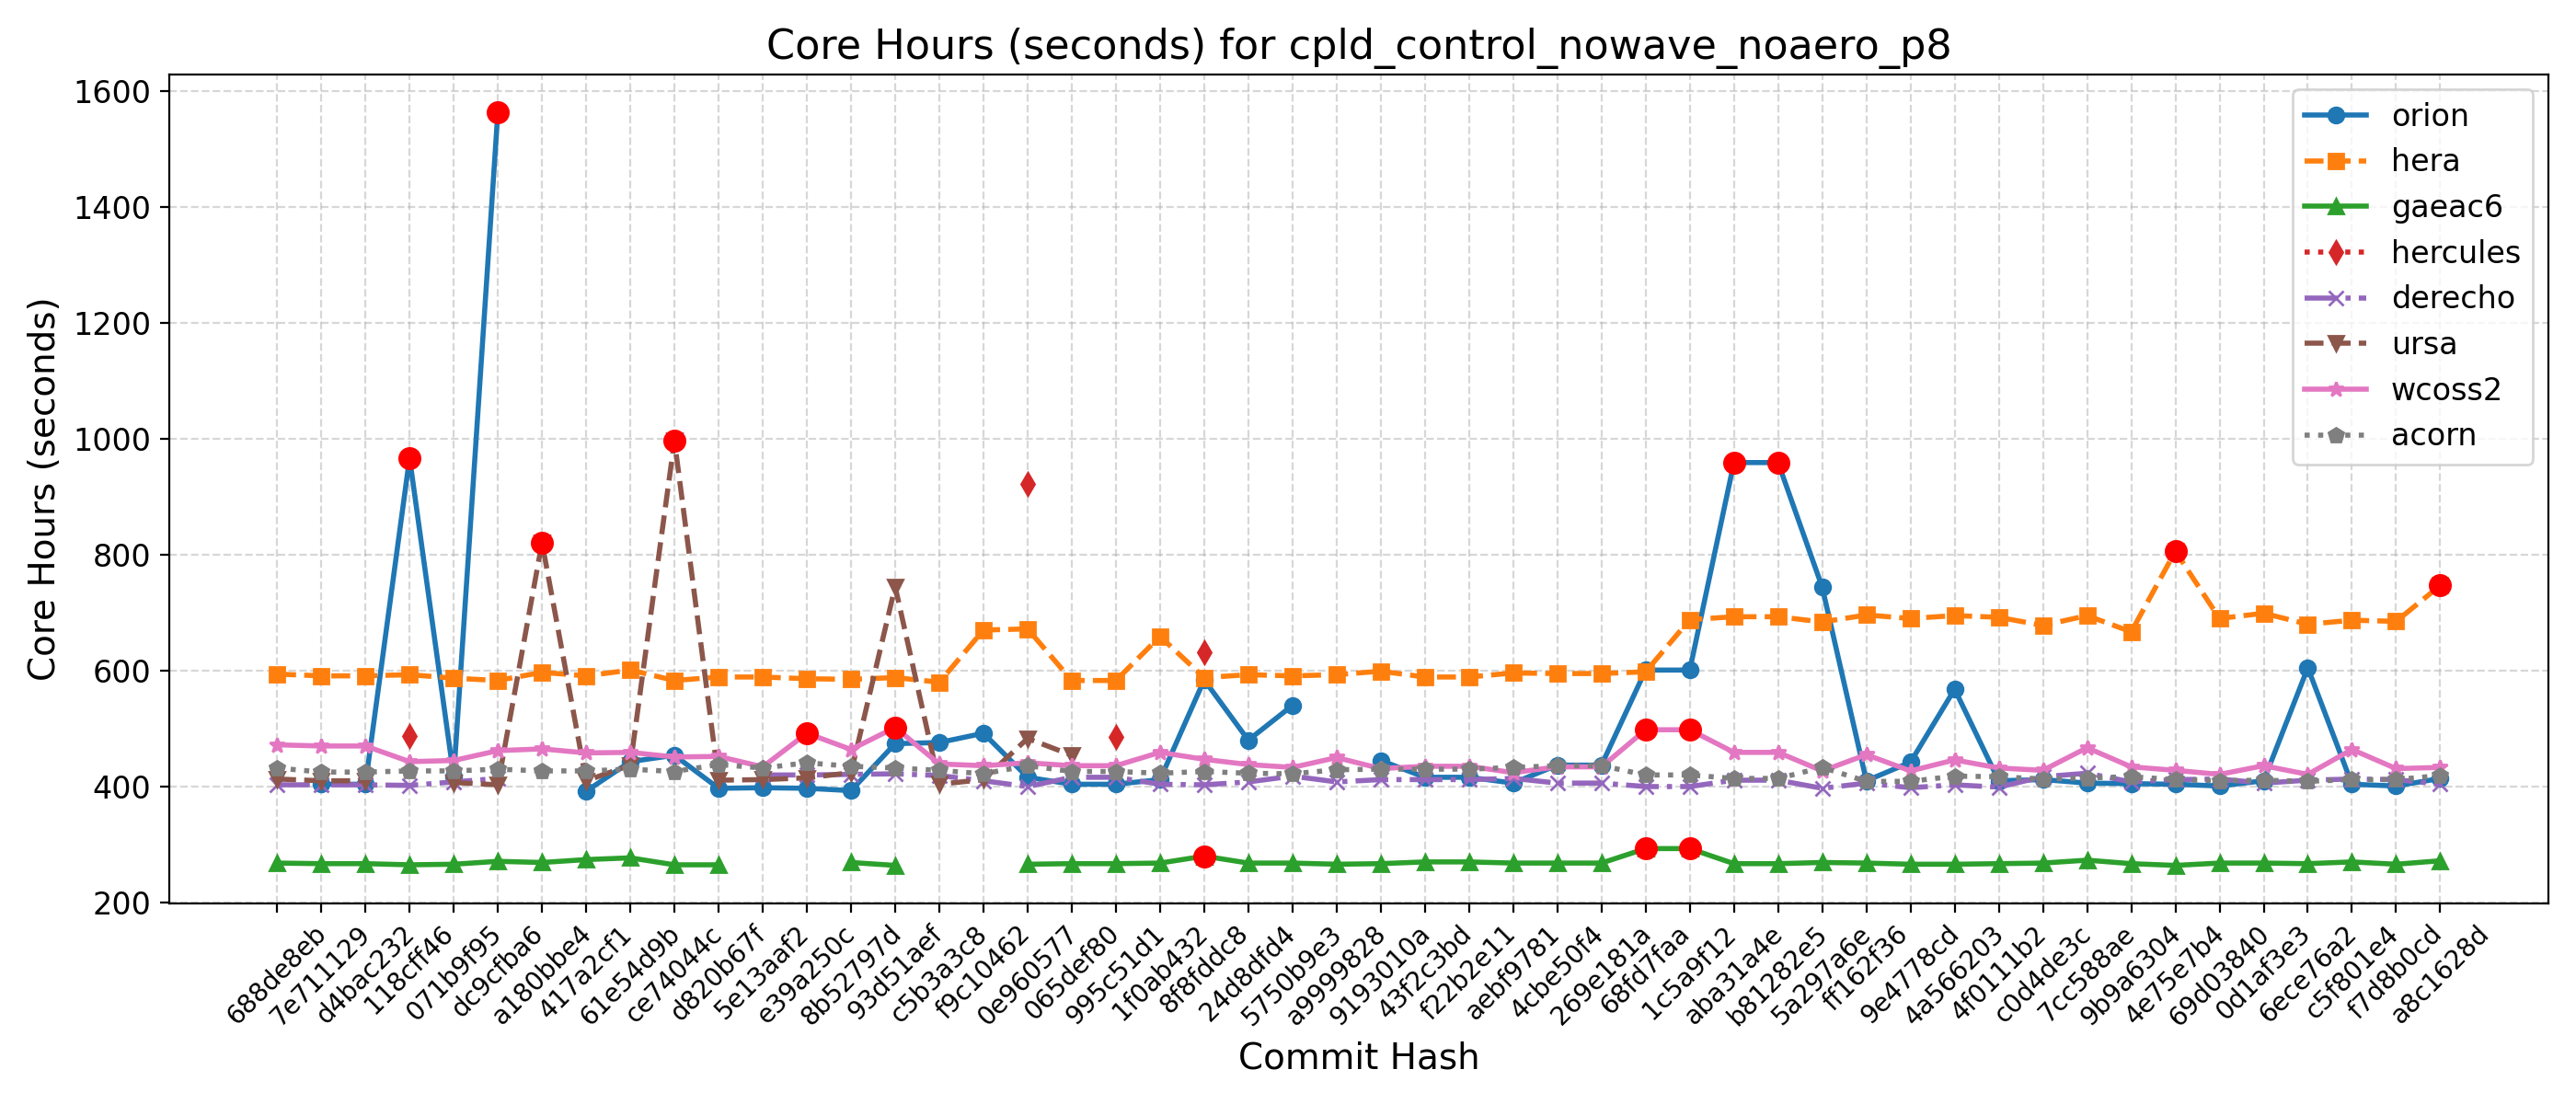 Core Hours (seconds) for cpld_control_nowave_noaero_p8
Core Hours (seconds)
1600
1400
1200
1000
800
600
400
200
orion
hera
gaeac6
hercules
derecho
ursa
wcoss2
acorn
688de8eb
7e711129
d4bac232
118cff46
071b9f95
dc9cfba6
a180bbe4
417a2cf1
61e54d9b
ce74044c
d820b67f
5e13aaf2
e39a250c
8b52797d
93d51aef
c5b3a3c8
f9c10462
0e960577
065def80
995c51d1
1f0ab432
8f8fddc8
24d8dfd4
5750b9e3
a9999828
9193010a
43f2c3bd
f22b2e11
aebf9781
4cbe50f4
269e181a
68fd7faa
1c5a9f12
aba31a4e
b81282e5
5a297a6e
ff162f36
9e4778cd
4a566203
4f0111b2
c0d4de3c
7cc588ae
9b9a6304
4e75e7b4
69d03840
0d1af3e3
6ece76a2
c5f801e4
f7d8b0cd
a8c1628d
Commit Hash